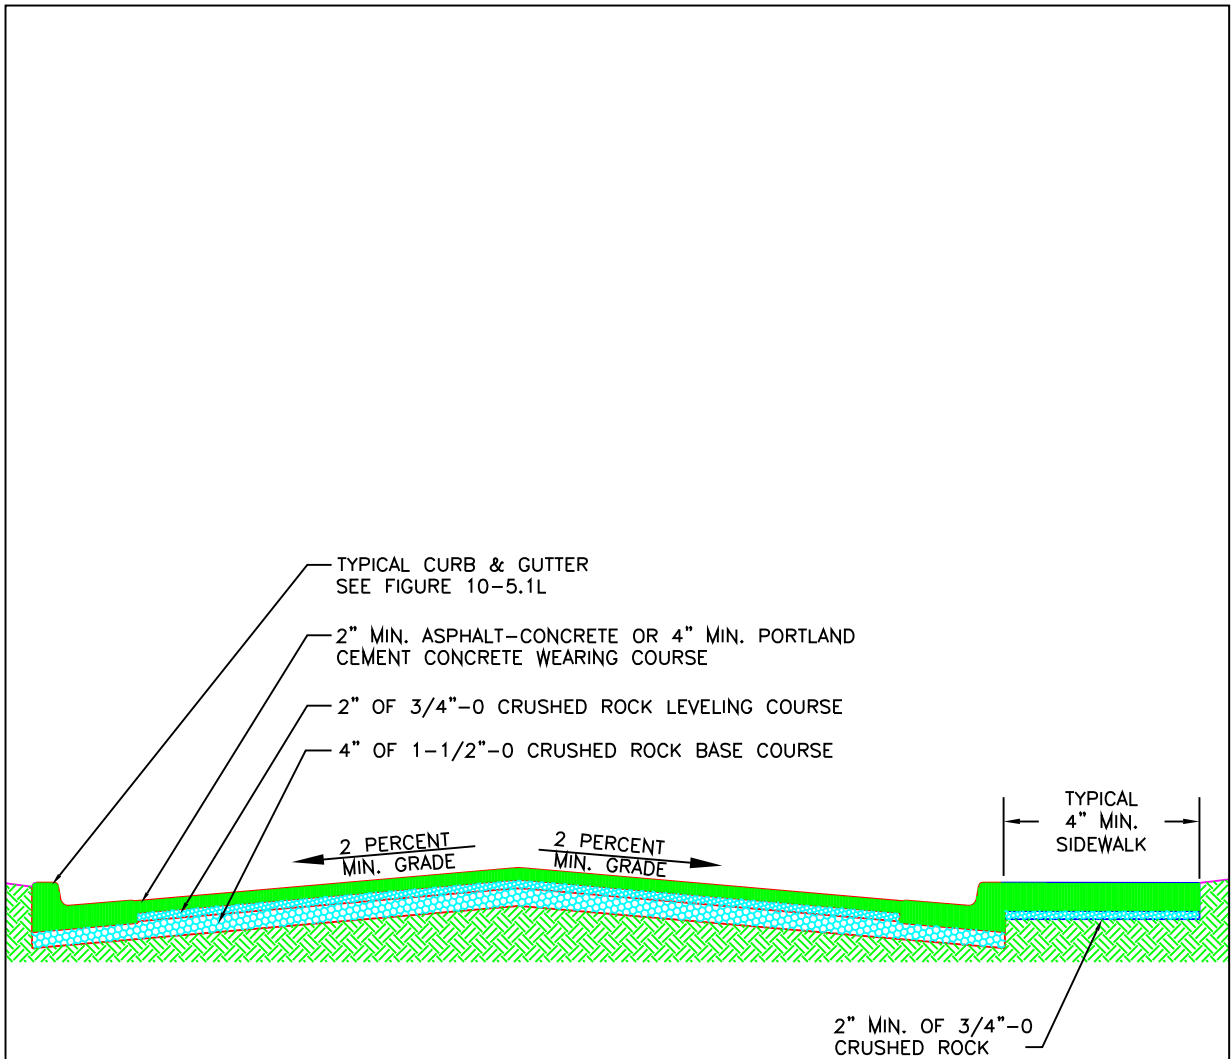 TYPICAL CURB & GUTTER
SEE FIGURE 10-5.1L
2" MIN. ASPHALT-CONCRETE OR 4" MIN. PORTLAND
CEMENT CONCRETE WEARING COURSE
2" OF 3/4"-0 CRUSHED ROCK LEVELING COURSE
4" OF 1-1/2"-0 CRUSHED ROCK BASE COURSE
2 PERCENT
MIN. GRADE
2 PERCENT
MIN. GRADE
TYPICAL
4" MIN.
SIDEWALK
2" MIN. OF 3/4"-0
CRUSHED ROCK